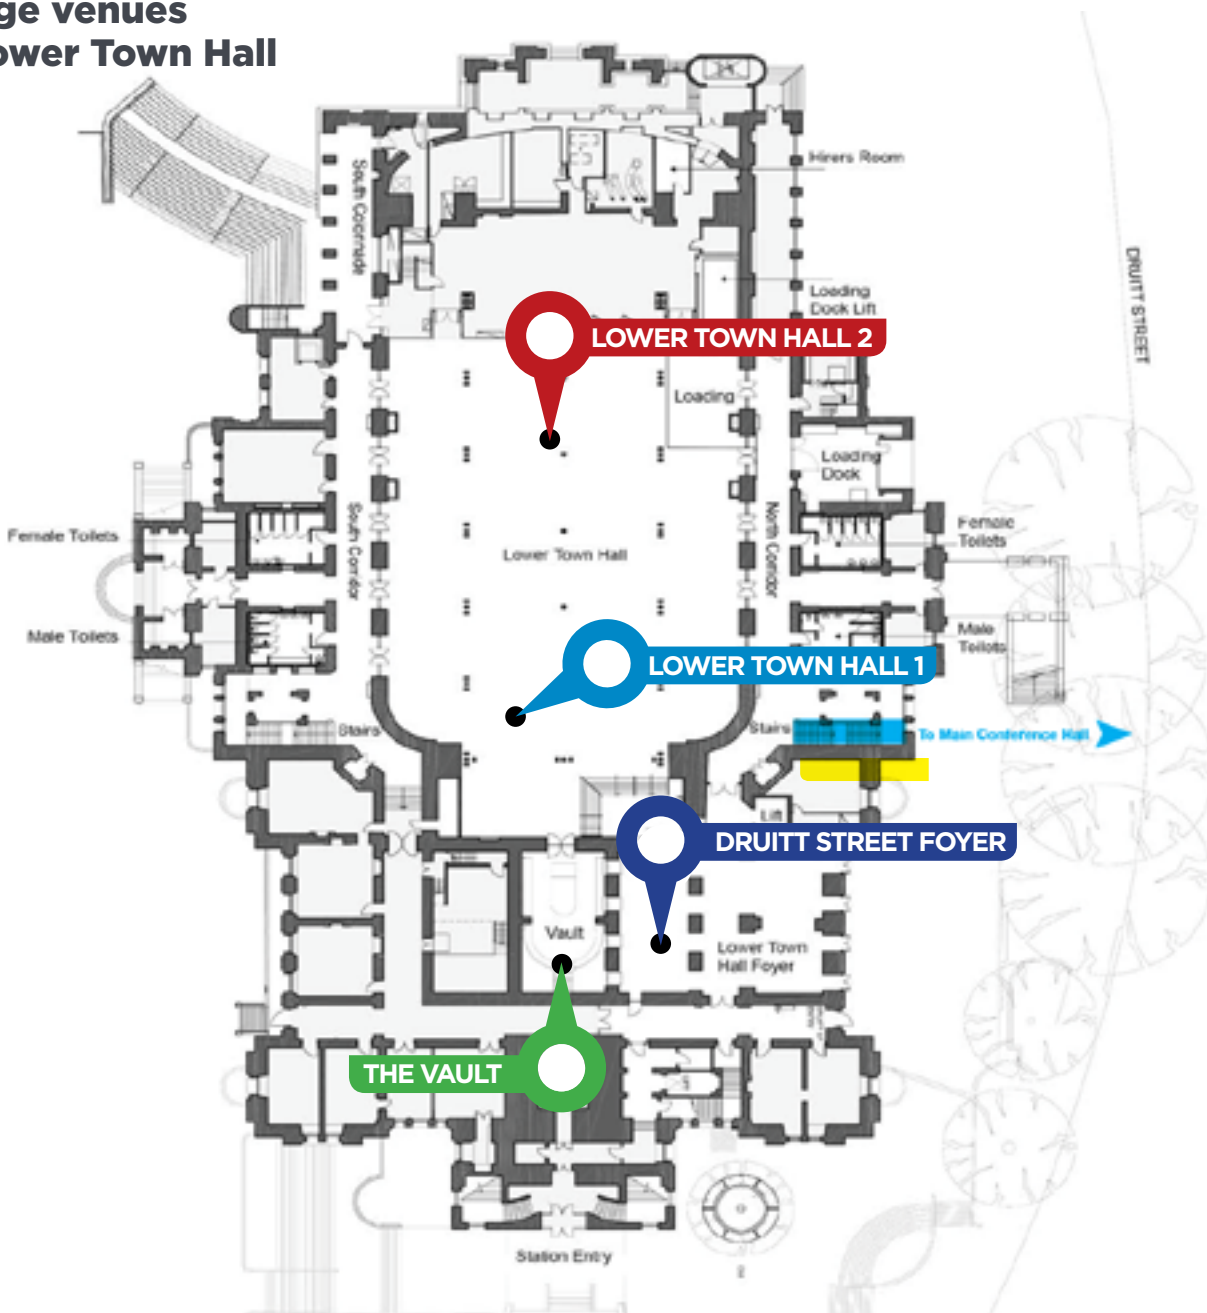 ge venues
ower Town Hall
Hirers Room
South Colonnade
DRUITT STREET
Loading
Dock Lift
LOWER TOWN HALL 2
Loading
Loading
Dock
Female Toilets
South Corridor
Lower Town Hall
North Corridor
Female
Toilets
Male Toilets
Male
Toilets
LOWER TOWN HALL 1
Stairs
Stairs
To Main Conference Hall
Lift
DRUITT STREET FOYER
Vault
Lower Town
Hall Foyer
THE VAULT
Station Entry